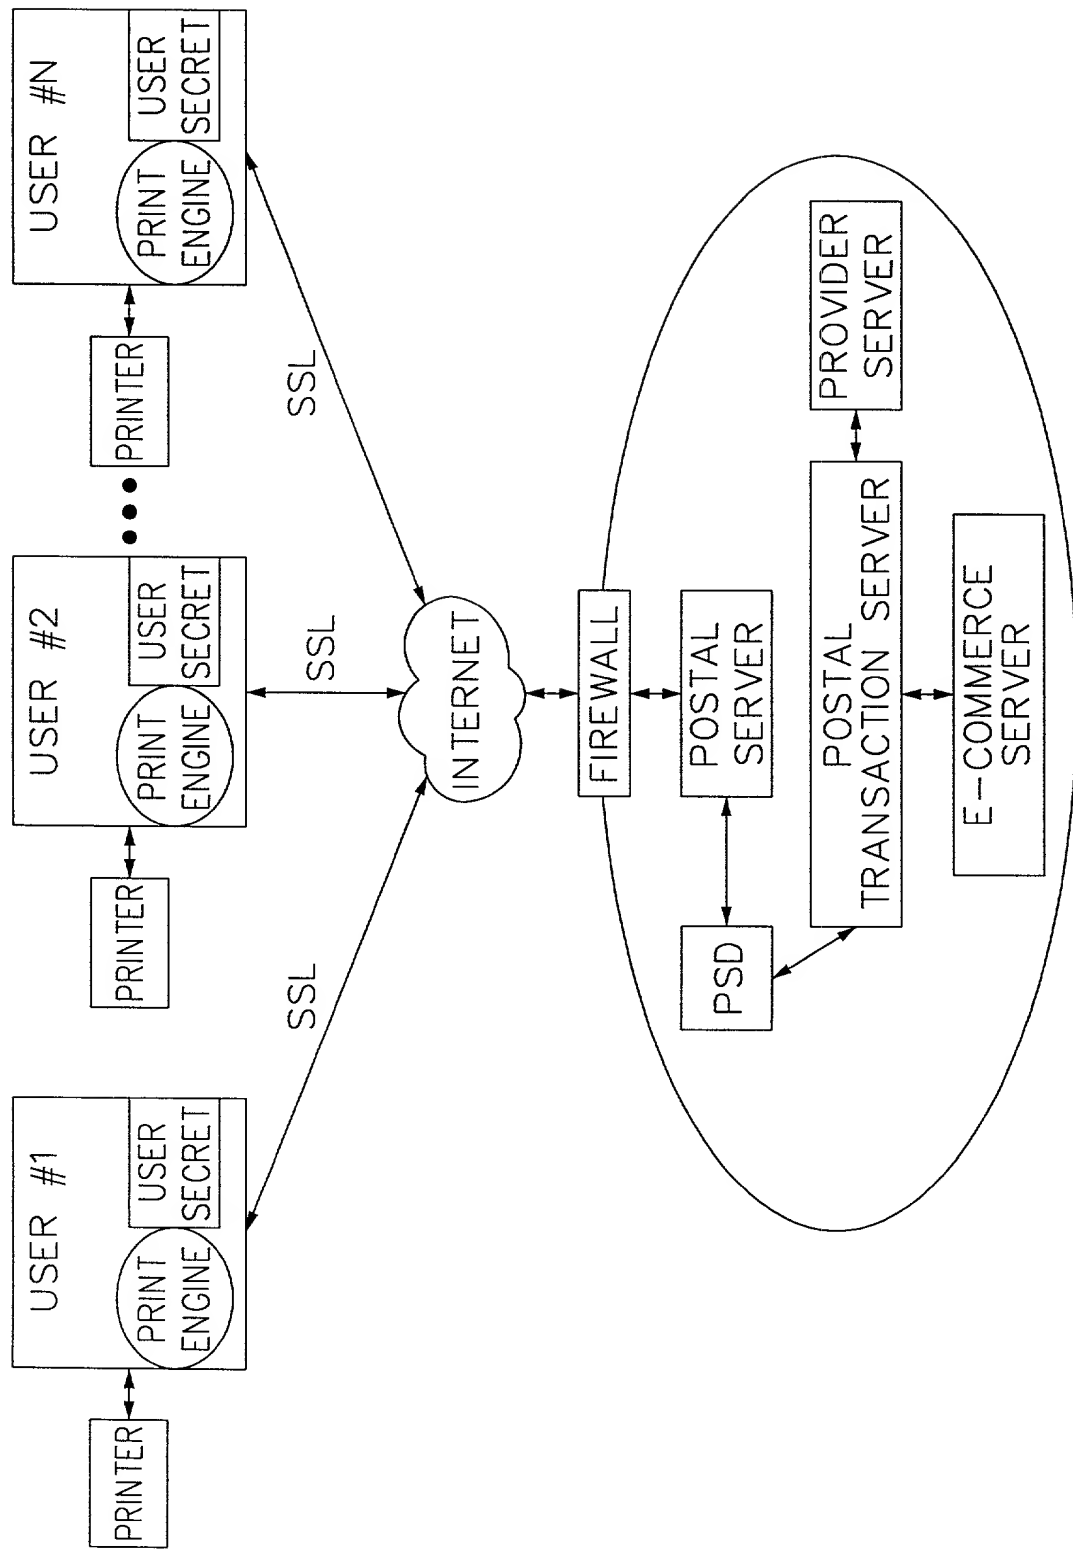 USER #1
PRINT
ENGINE
USER
SECRET
PRINTER
USER #2
PRINT
ENGINE
USER
SECRET
PRINTER
USER #N
PRINT
ENGINE
USER
SECRET
PRINTER
SSL
SSL
SSL
INTERNET
FIREWALL
PSD
POSTAL
SERVER
POSTAL
TRANSACTION SERVER
PROVIDER
SERVER
E-COMMERCE
SERVER